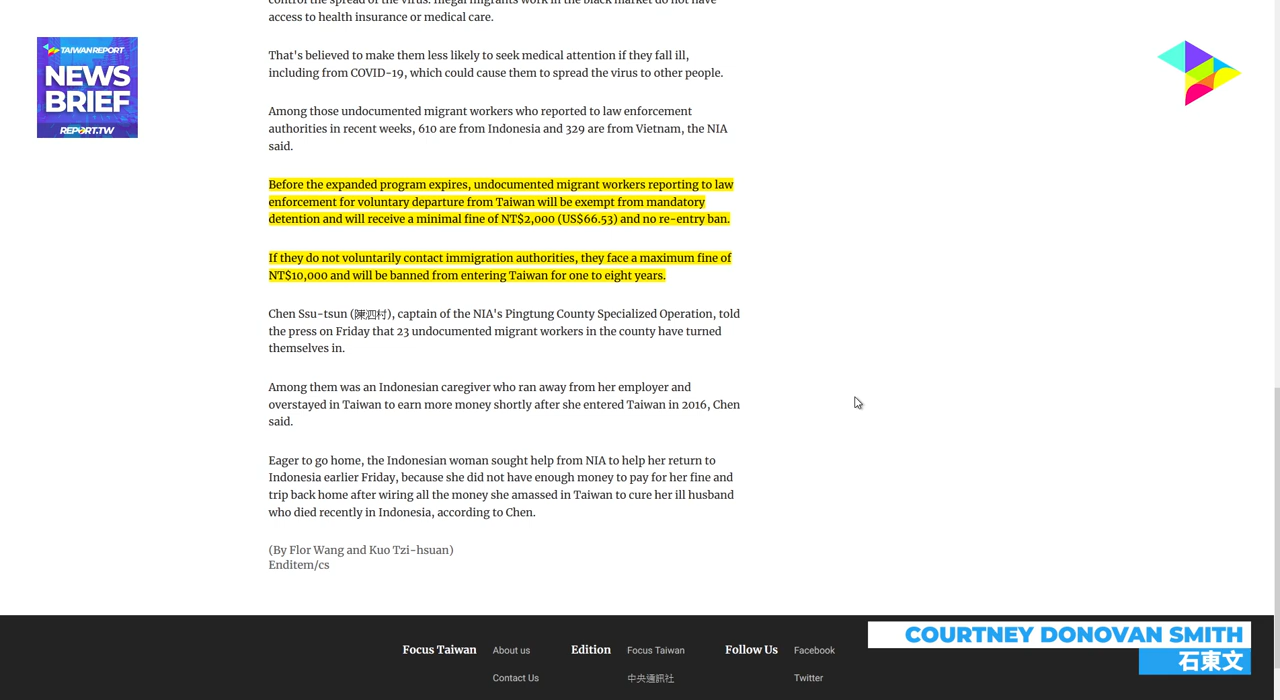 control the spread of the virus. Illegal migrants work in the black market do not have
access to health insurance or medical care.
TAIWAN REPORT
NEWS
BRIEF
REPORT.TW
That's believed to make them less likely to seek medical attention if they fall ill,
including from COVID-19, which could cause them to spread the virus to other people.
Among those undocumented migrant workers who reported to law enforcement
authorities in recent weeks, 610 are from Indonesia and 329 are from Vietnam, the NIA
said.
Before the expanded program expires, undocumented migrant workers reporting to law
enforcement for voluntary departure from Taiwan will be exempt from mandatory
detention and will receive a minimal fine of NT$2,000 (US$66.53) and no re-entry ban.
If they do not voluntarily contact immigration authorities, they face a maximum fine of
NT$10,000 and will be banned from entering Taiwan for one to eight years.
Chen Ssu-tsun (陳泗村), captain of the NIA's Pingtung County Specialized Operation, told
the press on Friday that 23 undocumented migrant workers in the county have turned
themselves in.
Among them was an Indonesian caregiver who ran away from her employer and
overstayed in Taiwan to earn more money shortly after she entered Taiwan in 2016, Chen
said.
Eager to go home, the Indonesian woman sought help from NIA to help her return to
Indonesia earlier Friday, because she did not have enough money to pay for her fine and
trip back home after wiring all the money she amassed in Taiwan to cure her ill husband
who died recently in Indonesia, according to Chen.
(By Flor Wang and Kuo Tzi-hsuan)
Enditem/cs
COURTNEY DONOVAN SMITH
石東文
Focus Taiwan About us Edition Focus Taiwan Follow Us Facebook
Contact Us 中央通訊社 Twitter